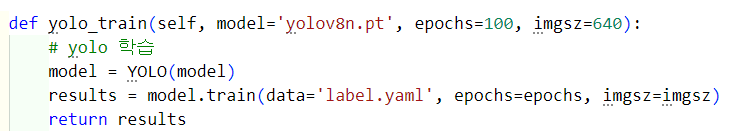 def yolo_train(self, model='yolov8n.pt', epochs=100, imgsz=640):
    # yolo 학습
    model = YOLO(model)
    results = model.train(data='label.yaml', epochs=epochs, imgsz=imgsz)
    return results